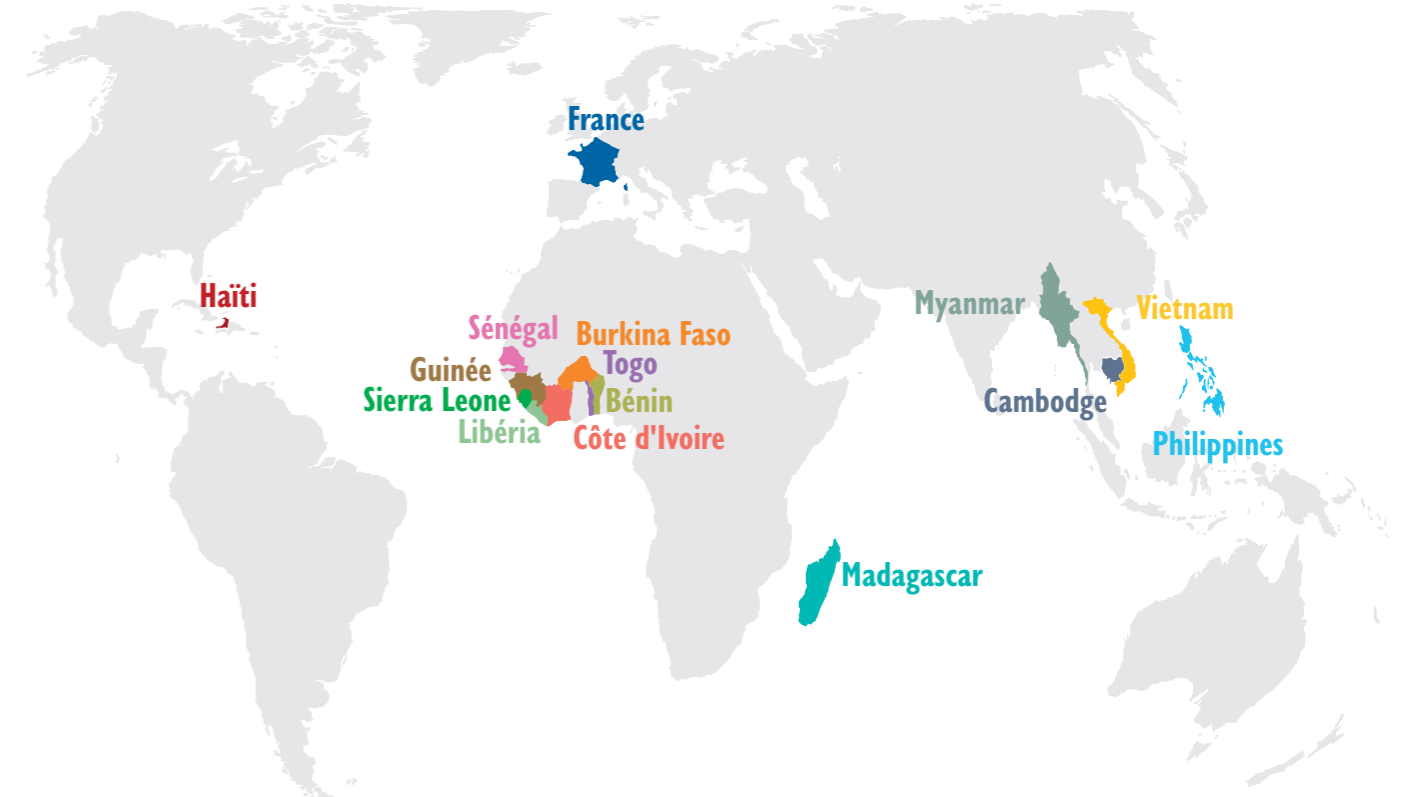 France
Haïti
Sénégal
Burkina Faso
Togo
Guinée
Sierra Leone
Bénin
Libéria
Côte d'Ivoire
Myanmar
Vietnam
Cambodge
Philippines
Madagascar